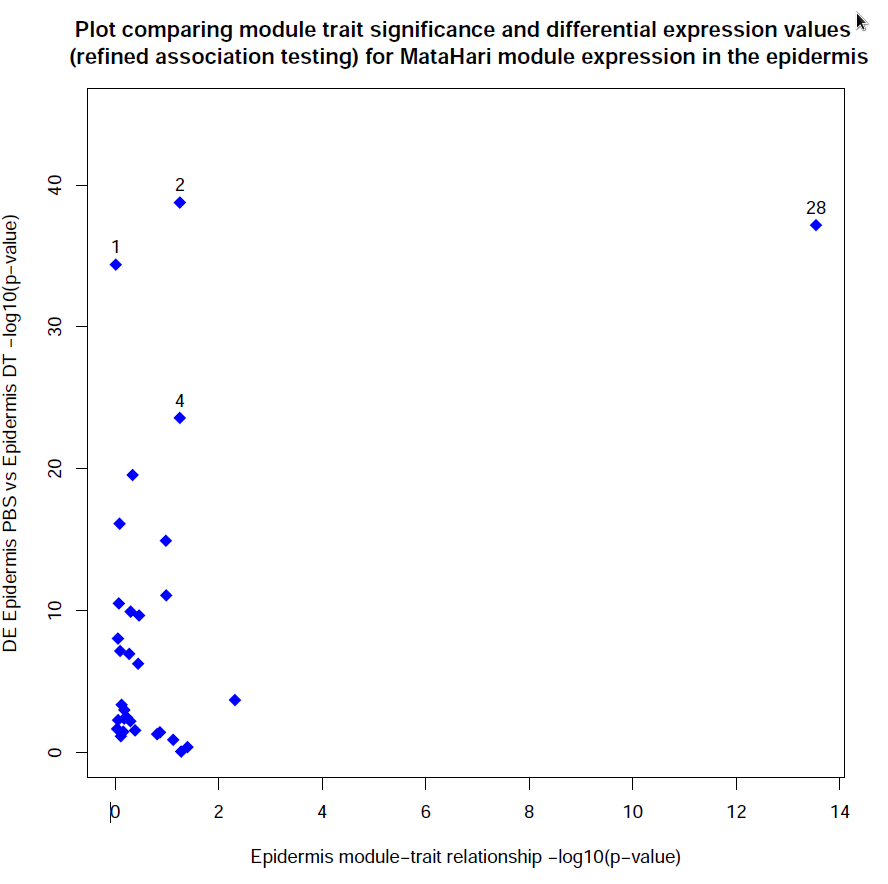 Plot comparing module trait significance and differential expression values
(refined association testing) for MataHari module expression in the epidermis
DE Epidermis PBS vs Epidermis DT −log10(p−value)
40
30
20
10
0
2
28
1
4
0 2 4 6 8 10 12 14
Epidermis module−trait relationship −log10(p−value)